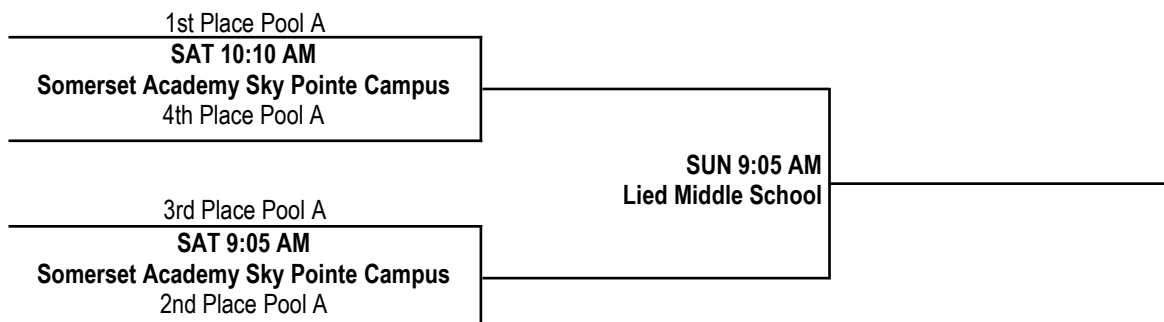 1st Place Pool A
SAT 10:10 AM
Somerset Academy Sky Pointe Campus
4th Place Pool A
SUN 9:05 AM
Lied Middle School
3rd Place Pool A
SAT 9:05 AM
Somerset Academy Sky Pointe Campus
2nd Place Pool A